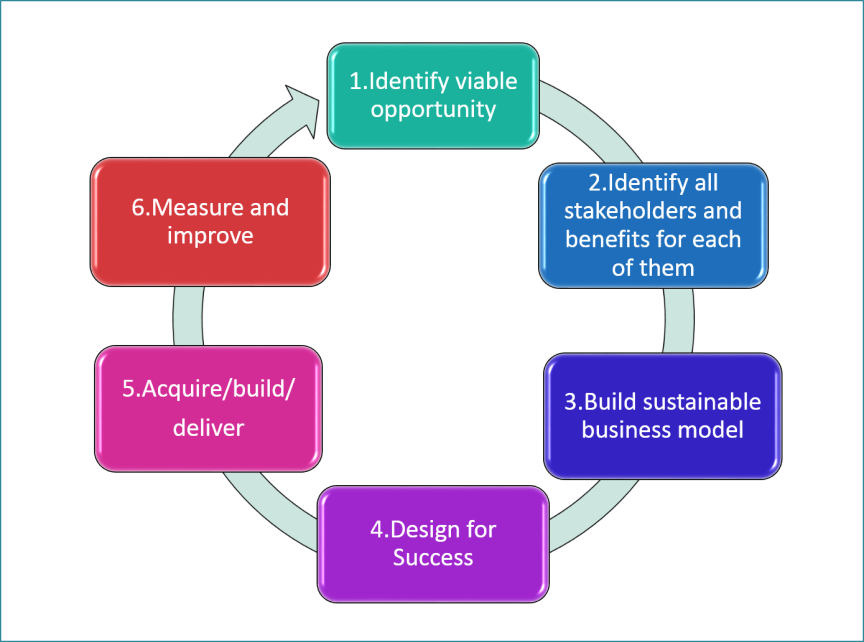 1.Identify viable
opportunity
2.Identify all
stakeholders and
benefits for each
of them
3.Build sustainable
business model
4.Design for
Success
5.Acquire/build/
deliver
6.Measure and
improve